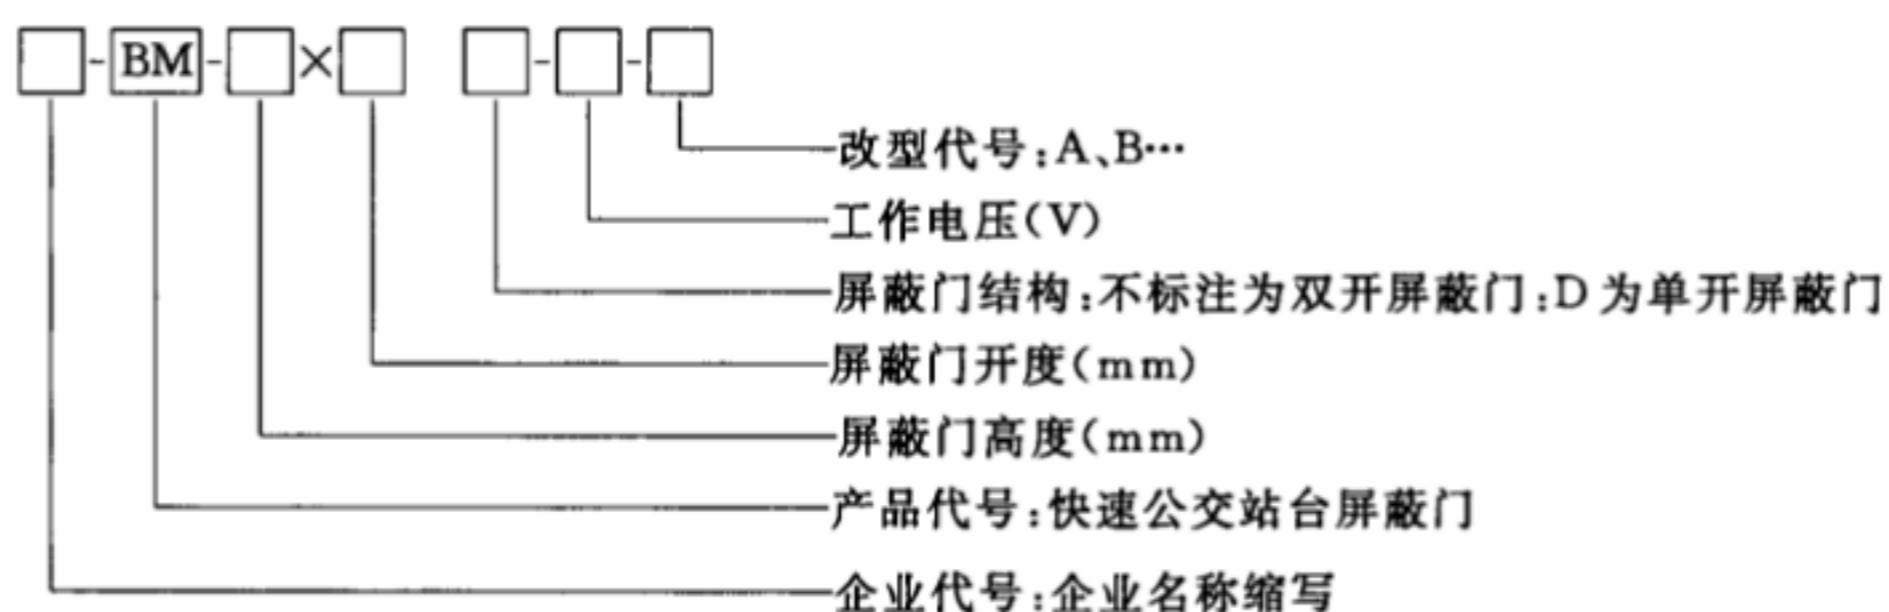 □-BM-□×□ □-□-□
改型代号:A、B…
工作电压(V)
屏蔽门结构:不标注为双开屏蔽门:D为单开屏蔽门
屏蔽门开度(mm)
屏蔽门高度(mm)
产品代号:快速公交站台屏蔽门
企业代号:企业名称缩写